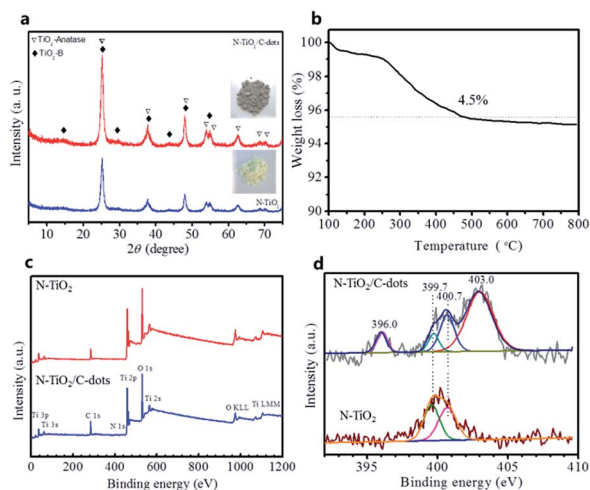 a
▽ TiO2-Anatase
◆ TiO2-B
N-TiO2/C-dots
N-TiO2
Intensity (a. u.)
10 20 30 40 50 60 70
2θ (degree)
b
Weight loss (%)
100
98
96
94
92
90
4.5%
100 200 300 400 500 600 700 800
Temperature ( °C)
c
N-TiO2
N-TiO2/C-dots
Intensity (a.u.)
Ti 3p
Ti 3s
C 1s
N 1s
Ti 2p
O 1s
Ti 2s
O KLL
Ti LMM
0 200 400 600 800 1000 1200
Binding energy (eV)
d
N-TiO2/C-dots
396.0
399.7
400.7
403.0
N-TiO2
Intensity (a.u.)
395 400 405 410
Binding energy (eV)